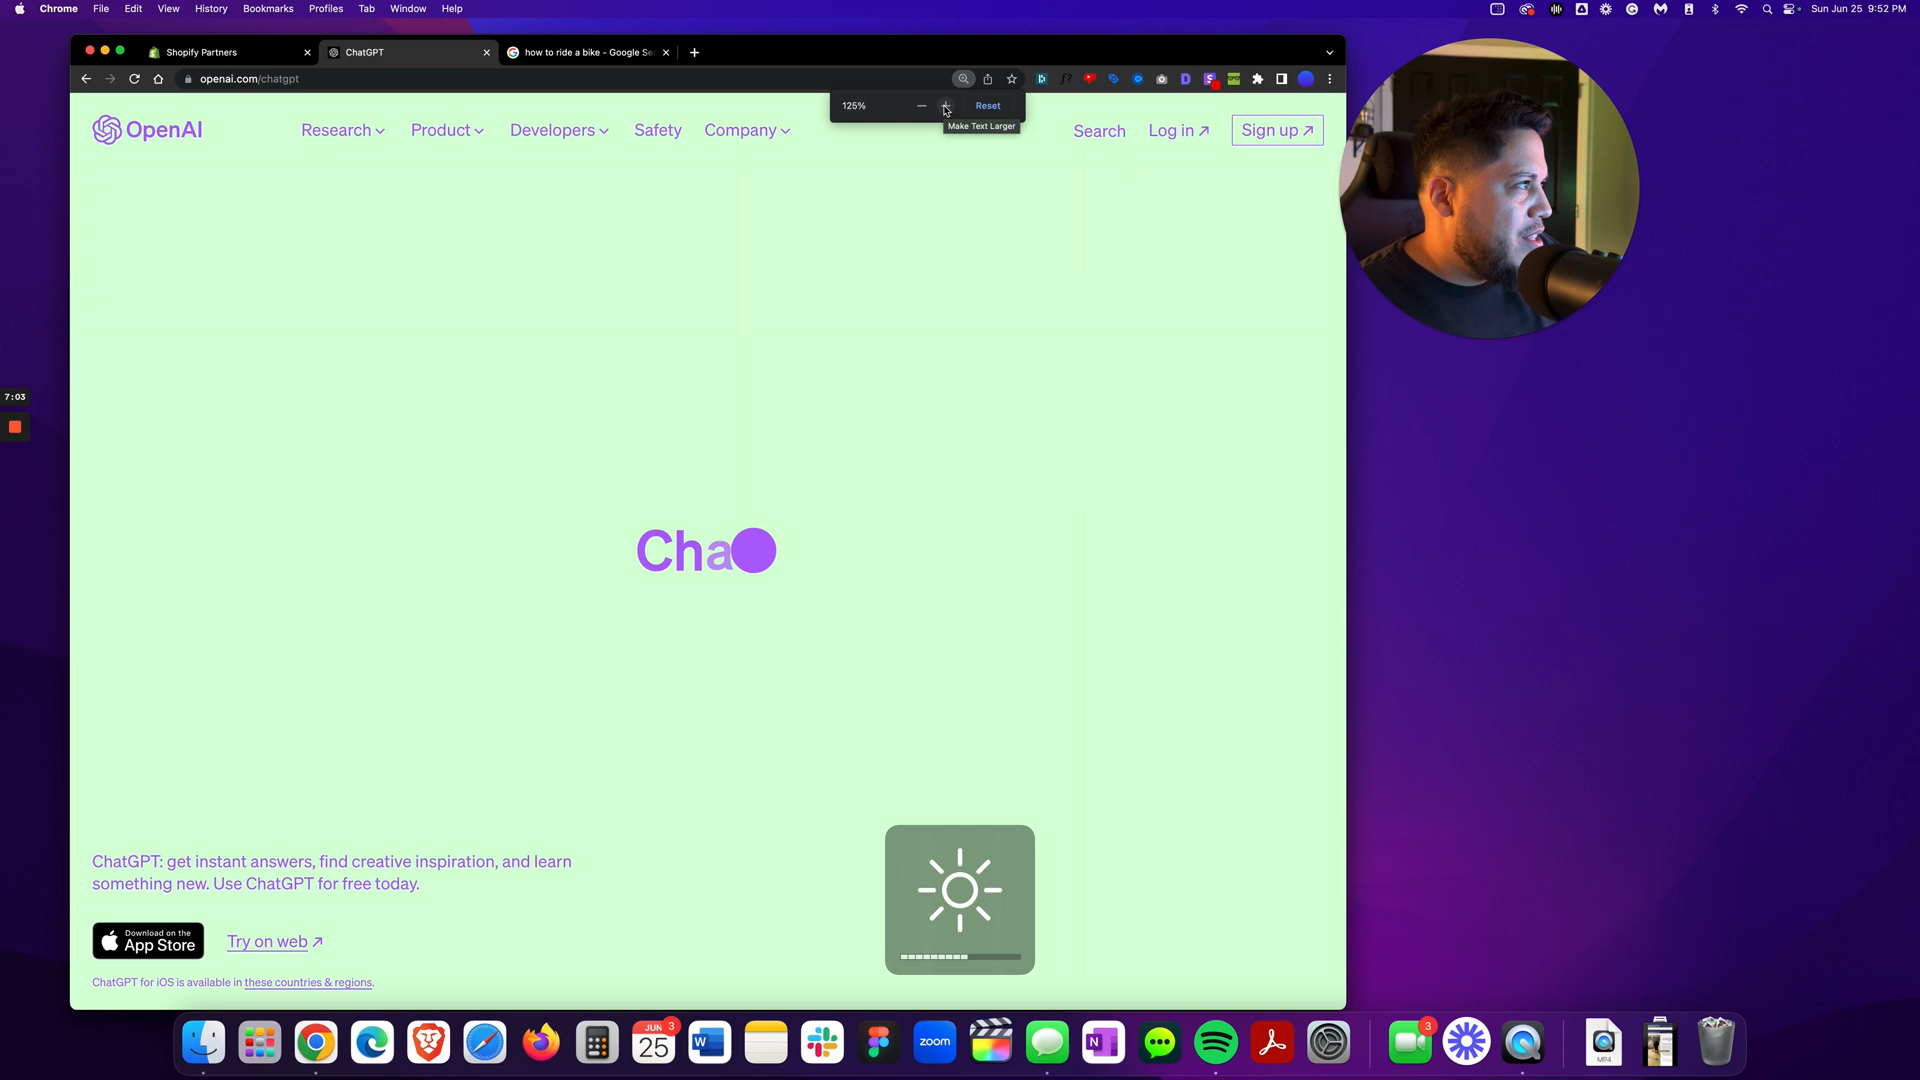 Chrome File Edit View History Bookmarks Profiles Tab Window Help
Sun Jun 25 9:52 PM
Shopify Partners
ChatGPT
how to ride a bike - Google Se
openai.com/chatgpt
125%
Reset
Make Text Larger
OpenAI
Research
Product
Developers
Safety
Company
Search
Log in
Sign up
7:03
Cha
ChatGPT: get instant answers, find creative inspiration, and learn
something new. Use ChatGPT for free today.
Download on the
App Store
Try on web
ChatGPT for iOS is available in these countries & regions.
JUN
3
25
W
zoom
N
3
MP4